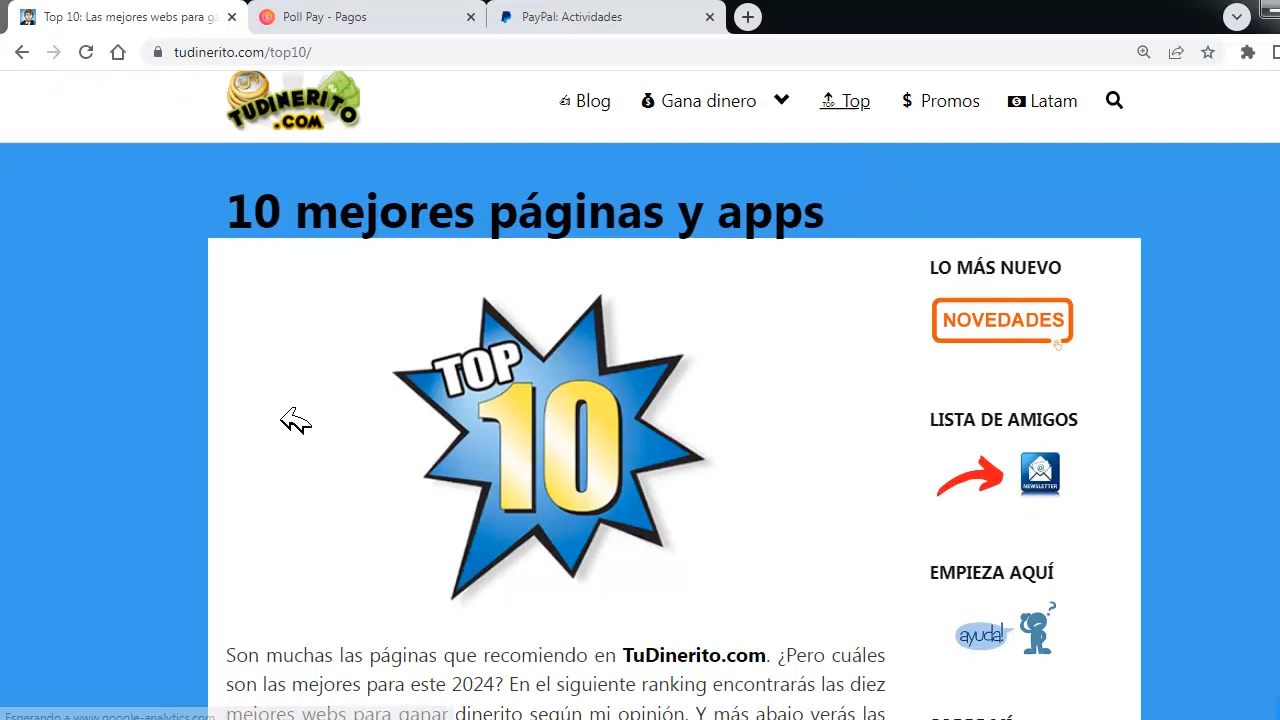 Top 10: Las mejores webs para ga
Poll Pay - Pagos
PayPal: Actividades
tudinerito.com/top10/
TUDINERITO
.COM
Blog
Gana dinero
Top
Promos
Latam
10 mejores páginas y apps
TOP
10
LO MÁS NUEVO
NOVEDADES
LISTA DE AMIGOS
NEWSLETTER
EMPIEZA AQUÍ
ayuda!
Son muchas las páginas que recomiendo en TuDinerito.com. ¿Pero cuáles
son las mejores para este 2024? En el siguiente ranking encontrarás las diez
mejores webs para ganar dinerito según mi opinión. Y más abajo verás las
Esperando a www.google-analytics.com...